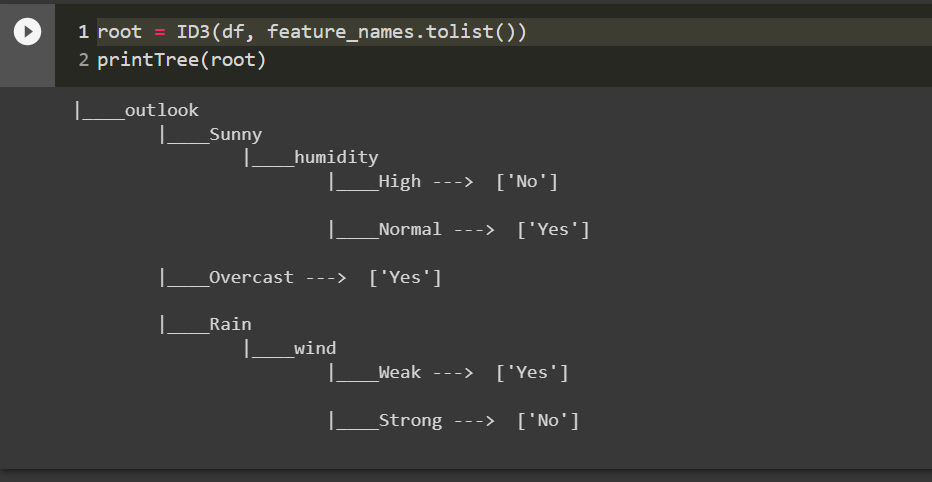 1 root = ID3(df, feature_names.tolist())
2 printTree(root)
|____outlook
|____Sunny
|____humidity
|____High ---> ['No']
|____Normal ---> ['Yes']
|____Overcast ---> ['Yes']
|____Rain
|____wind
|____Weak ---> ['Yes']
|____Strong ---> ['No']